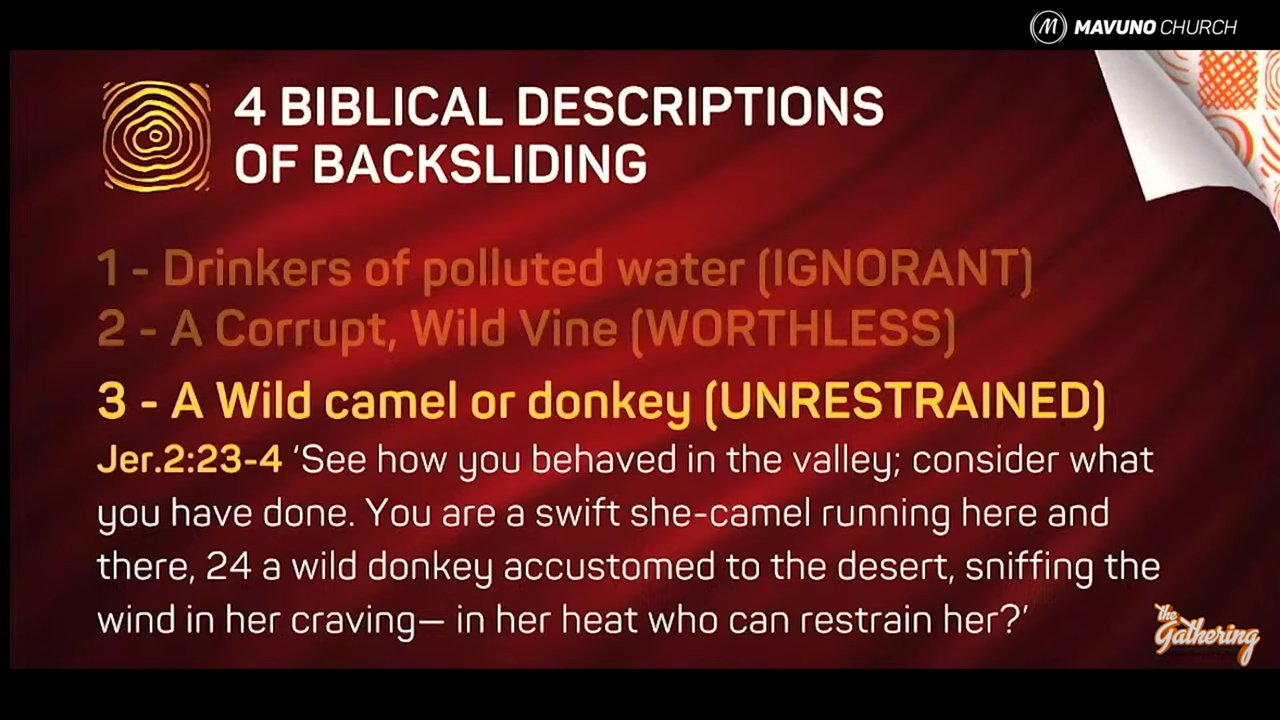 MAVUNO CHURCH
4 BIBLICAL DESCRIPTIONS
OF BACKSLIDING
1 - Drinkers of polluted water (IGNORANT)
2 - A Corrupt, Wild Vine (WORTHLESS)
3 - A Wild camel or donkey (UNRESTRAINED)
Jer.2:23-4 ‘See how you behaved in the valley; consider what
you have done. You are a swift she-camel running here and
there, 24 a wild donkey accustomed to the desert, sniffing the
wind in her craving— in her heat who can restrain her?’
the
Gathering